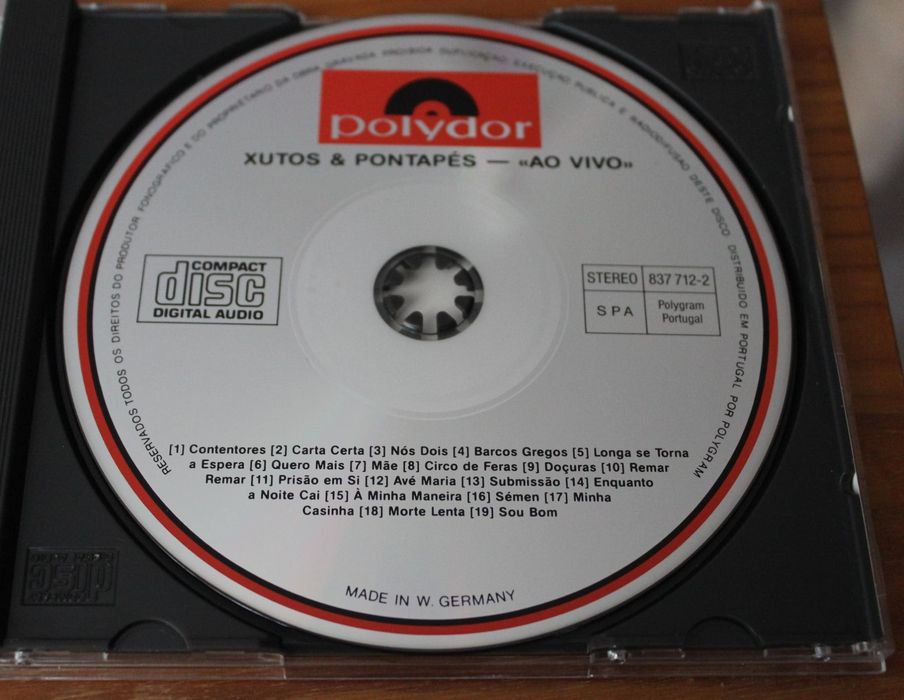 polydor
XUTOS & PONTAPÉS — «AO VIVO»
RESERVADOS TODOS OS DIREITOS DO PRODUTOR FONOGRÁFICO E DO PROPRIETÁRIO DA OBRA GRAVADA PROIBIDA DUPLICAÇÃO, EXECUÇÃO PÚBLICA E RADIODIFUSÃO DESTE DISCO DISTRIBUÍDO EM PORTUGAL POR POLYGRAM
COMPACT
disc
DIGITAL AUDIO
STEREO 837 712-2
SPA Polygram
Portugal
[1] Contentores [2] Carta Certa [3] Nós Dois [4] Barcos Gregos [5] Longa se Torna
a Espera [6] Quero Mais [7] Mãe [8] Circo de Feras [9] Doçuras [10] Remar
Remar [11] Prisão em Si [12] Avé Maria [13] Submissão [14] Enquanto
a Noite Cai [15] À Minha Maneira [16] Sémen [17] Minha
Casinha [18] Morte Lenta [19] Sou Bom
MADE IN W. GERMANY